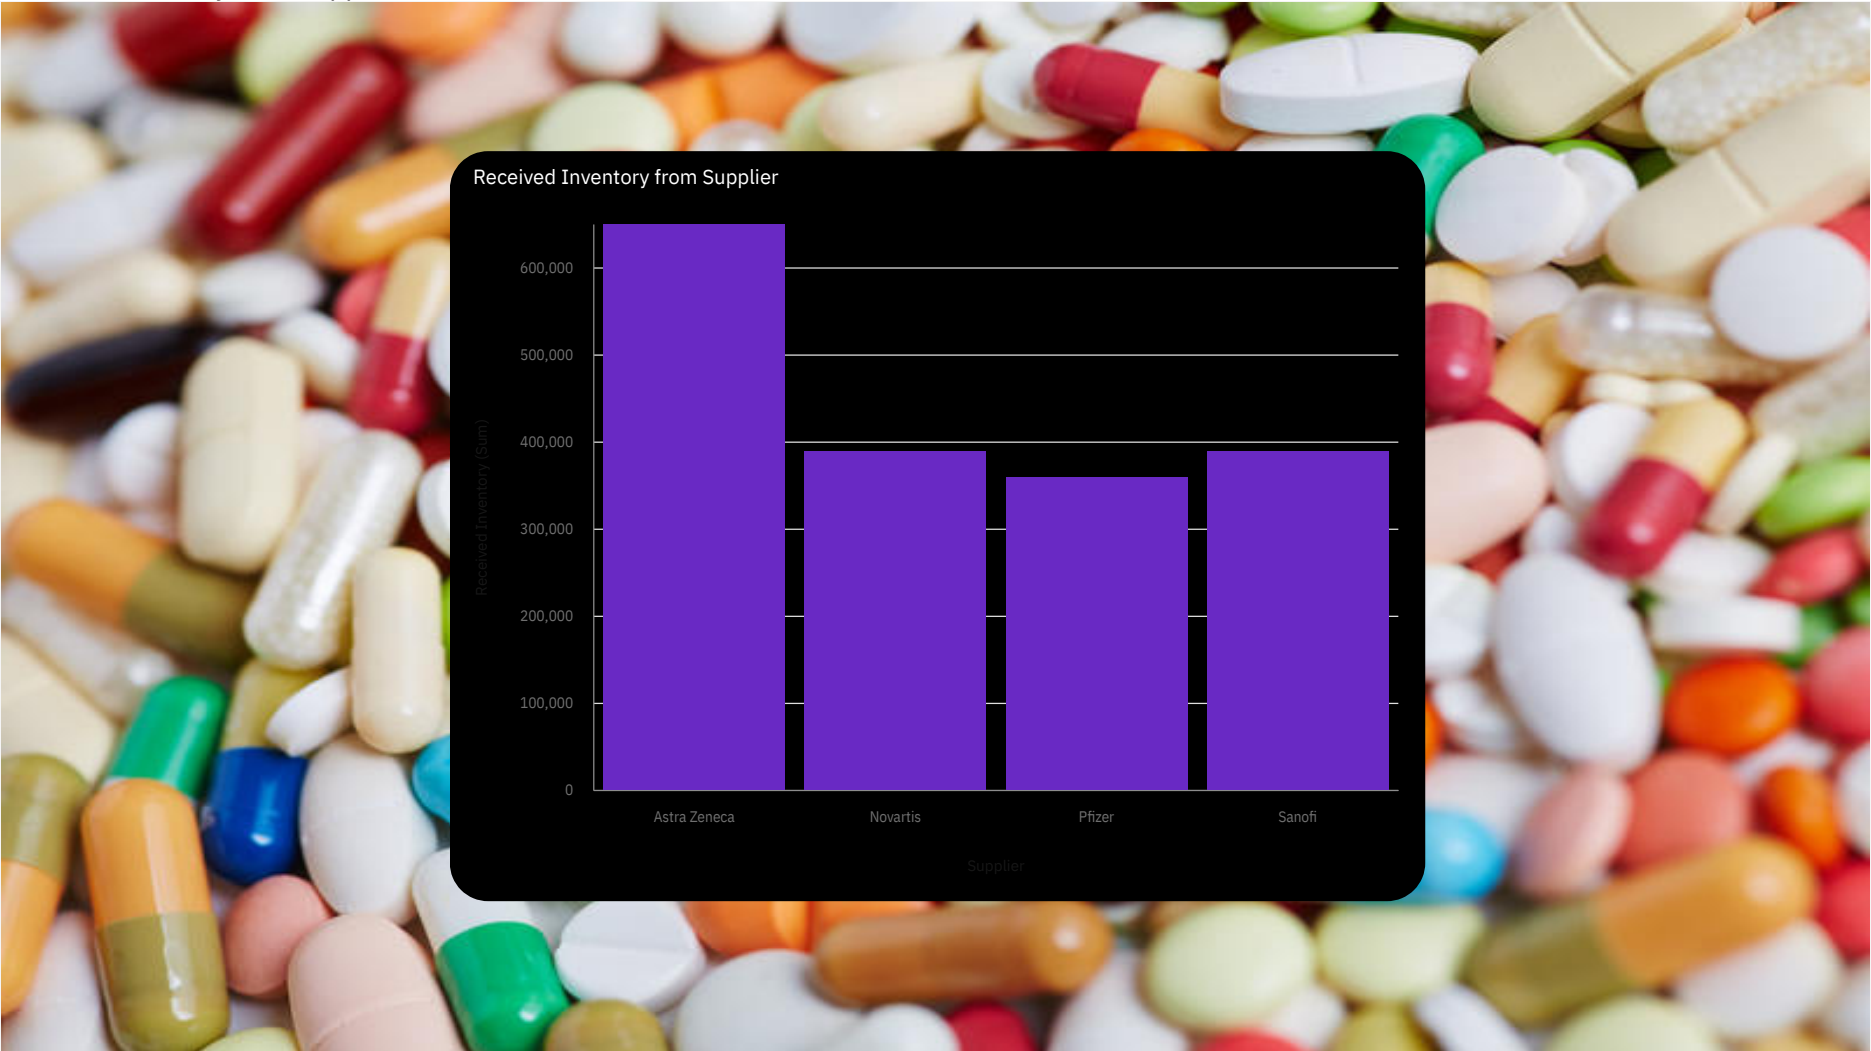 Received Inventory from Supplier
600,000
500,000
400,000
300,000
200,000
100,000
0
Received Inventory (Sum)
Astra Zeneca Novartis Pfizer Sanofi
Supplier